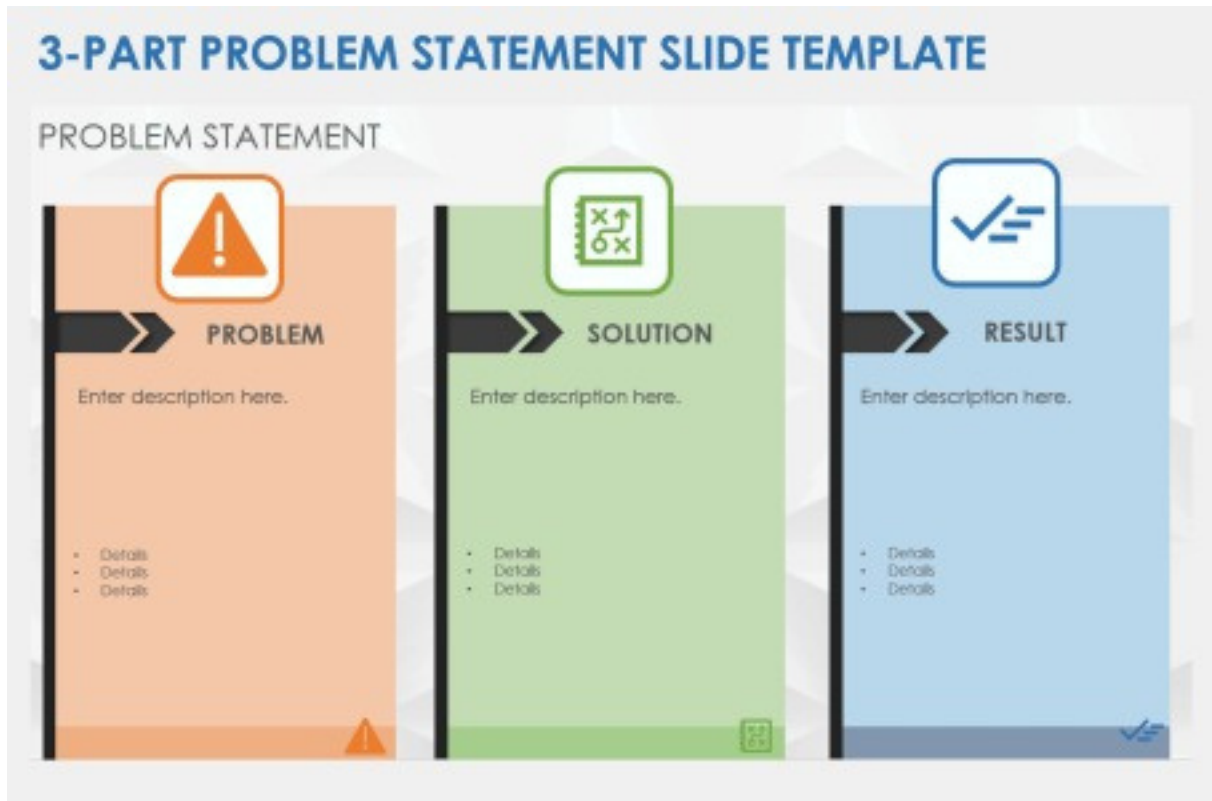 3-PART PROBLEM STATEMENT SLIDE TEMPLATE
PROBLEM STATEMENT
PROBLEM
Enter description here.
• Details
• Details
• Details
SOLUTION
Enter description here.
• Details
• Details
• Details
RESULT
Enter description here.
• Details
• Details
• Details